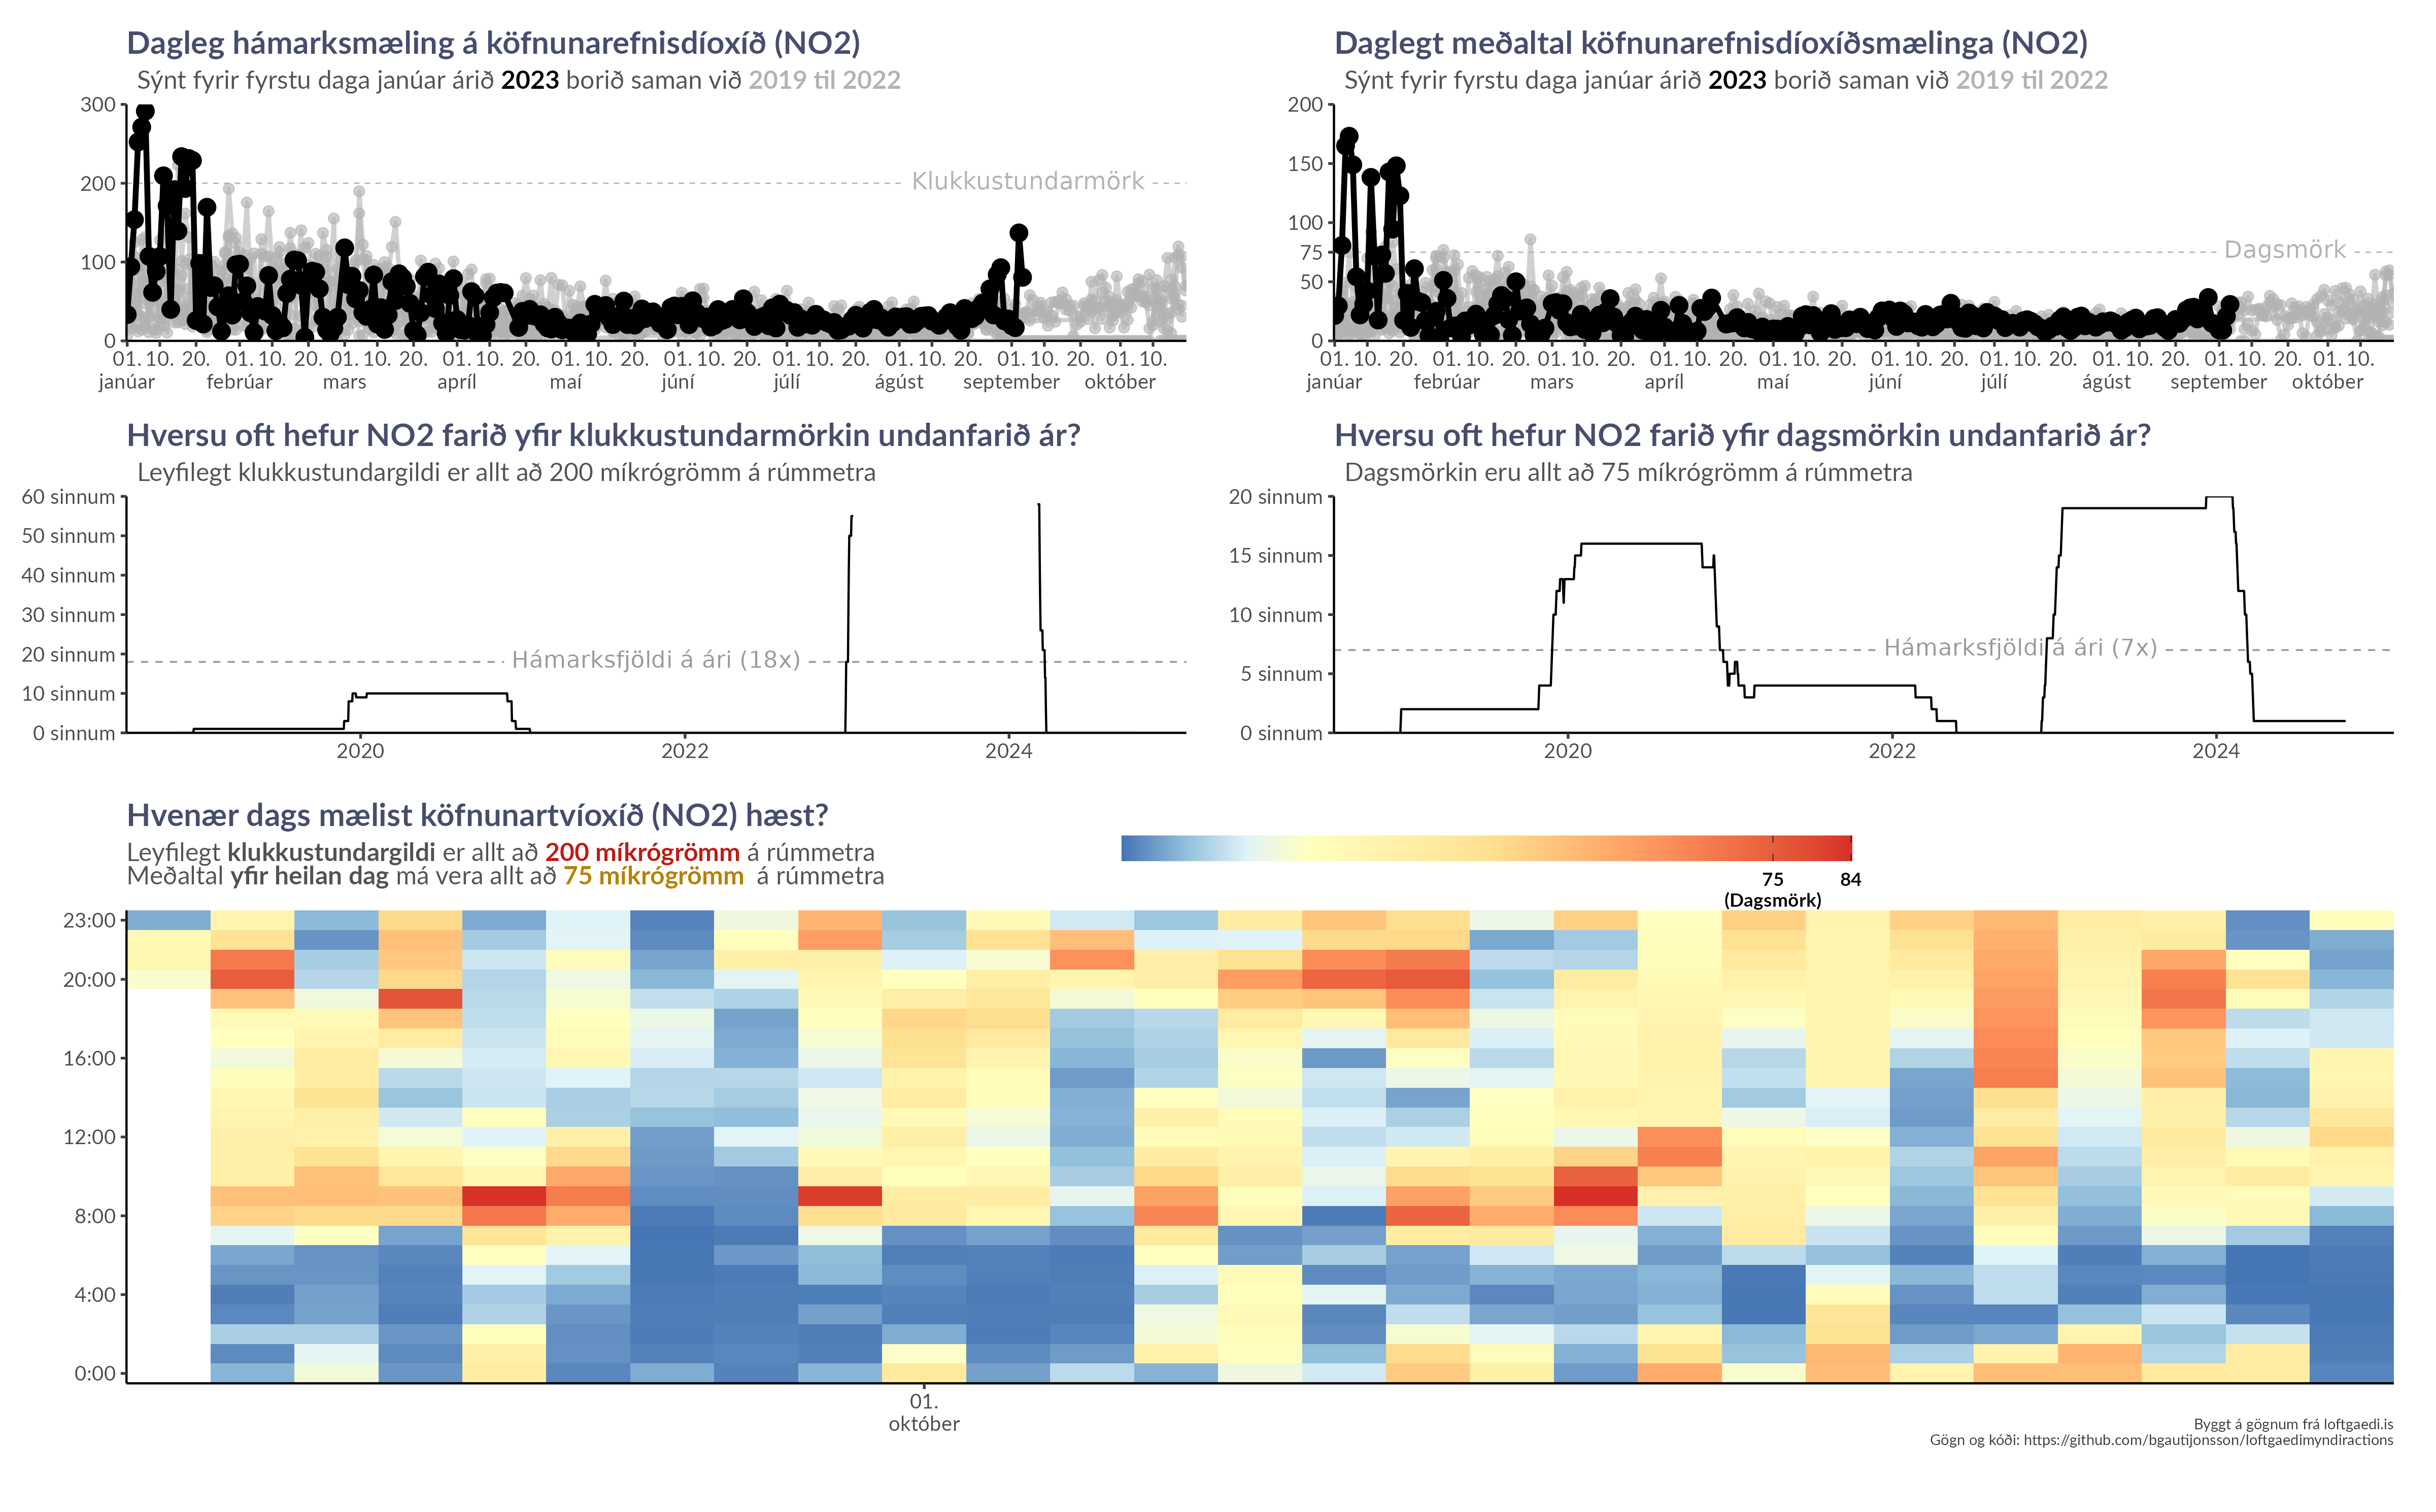 Dagleg hámarksmæling á köfnunarefnisdíoxíð (NO2)
Sýnt fyrir fyrstu daga janúar árið 2023 borið saman við 2019 til 2022
300
200
100
0
Klukkustundarmörk
01. 10. 20. 01. 10. 20. 01. 10. 20. 01. 10. 20. 01. 10. 20. 01. 10. 20. 01. 10. 20. 01. 10. 20. 01. 10. 20. 01. 10.
janúar febrúar mars apríl maí júní júlí ágúst september október
Daglegt meðaltal köfnunarefnisdíoxíðsmælinga (NO2)
Sýnt fyrir fyrstu daga janúar árið 2023 borið saman við 2019 til 2022
200
150
100
75
50
0
Dagsmörk
01. 10. 20. 01. 10. 20. 01. 10. 20. 01. 10. 20. 01. 10. 20. 01. 10. 20. 01. 10. 20. 01. 10. 20. 01. 10. 20. 01. 10.
janúar febrúar mars apríl maí júní júlí ágúst september október
Hversu oft hefur NO2 farið yfir klukkustundarmörkin undanfarið ár?
Leyfilegt klukkustundargildi er allt að 200 míkrógrömm á rúmmetra
60 sinnum
50 sinnum
40 sinnum
30 sinnum
20 sinnum
10 sinnum
0 sinnum
Hámarksfjöldi á ári (18x)
2020 2022 2024
Hversu oft hefur NO2 farið yfir dagsmörkin undanfarið ár?
Dagsmörkin eru allt að 75 míkrógrömm á rúmmetra
20 sinnum
15 sinnum
10 sinnum
5 sinnum
0 sinnum
Hámarksfjöldi á ári (7x)
2020 2022 2024
Hvenær dags mælist köfnunartvíoxíð (NO2) hæst?
Leyfilegt klukkustundargildi er allt að 200 míkrógrömm á rúmmetra
Meðaltal yfir heilan dag má vera allt að 75 míkrógrömm á rúmmetra
75 84
(Dagsmörk)
23:00
20:00
16:00
12:00
8:00
4:00
0:00
01.
október
Byggt á gögnum frá loftgaedi.is
Gögn og kóði: https://github.com/bgautijonsson/loftgaedimyndiractions